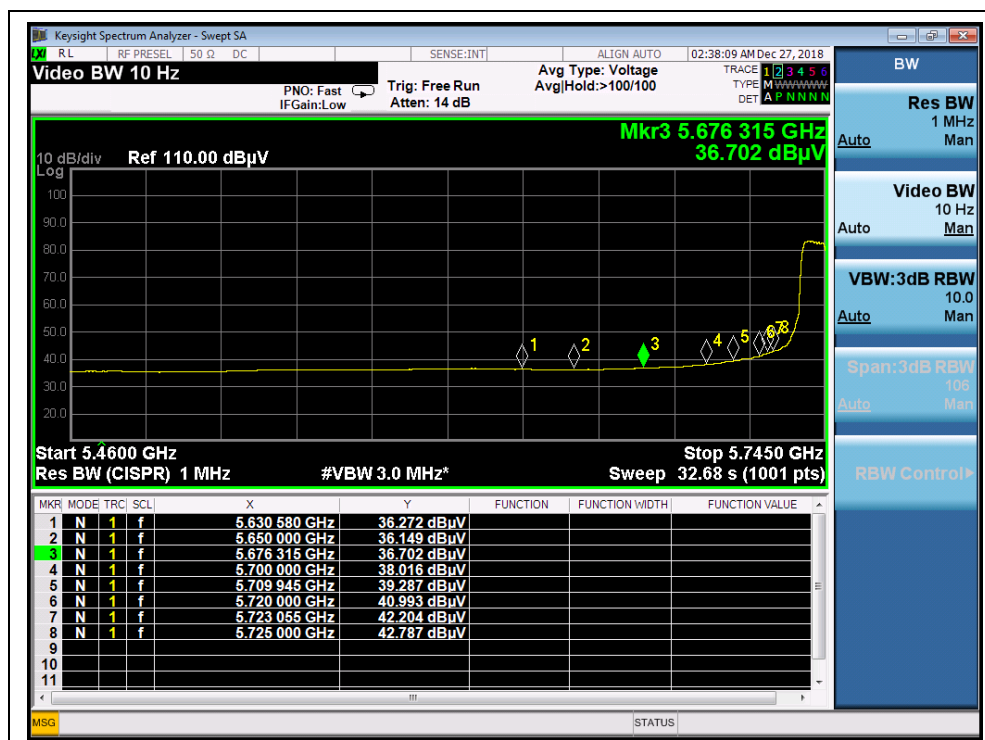 Keysight Spectrum Analyzer - Swept SA
LXI RL RF PRESEL 50 Ω DC SENSE:INT ALIGN AUTO 02:38:09 AM Dec 27, 2018
Video BW 10 Hz
PNO: Fast
IFGain:Low
Trig: Free Run
Atten: 14 dB
Avg Type: Voltage
Avg|Hold:>100/100
TRACE 1 2 3 4 5 6
TYPE M W W W W W
DET A P N N N N
Mkr3 5.676 315 GHz
36.702 dBµV
10 dB/div Ref 110.00 dBµV
Log
100
90.0
80.0
70.0
60.0
50.0
40.0
30.0
20.0
1 2 3 4 5 6 7 8
Start 5.4600 GHz Stop 5.7450 GHz
Res BW (CISPR) 1 MHz #VBW 3.0 MHz* Sweep 32.68 s (1001 pts)
MKR MODE TRC SCL X Y FUNCTION FUNCTION WIDTH FUNCTION VALUE
1 N 1 f 5.630 580 GHz 36.272 dBµV
2 N 1 f 5.650 000 GHz 36.149 dBµV
3 N 1 f 5.676 315 GHz 36.702 dBµV
4 N 1 f 5.700 000 GHz 38.016 dBµV
5 N 1 f 5.709 945 GHz 39.287 dBµV
6 N 1 f 5.720 000 GHz 40.993 dBµV
7 N 1 f 5.723 055 GHz 42.204 dBµV
8 N 1 f 5.725 000 GHz 42.787 dBµV
9
10
11
MSG STATUS
BW
Res BW
1 MHz
Auto Man
Video BW
10 Hz
Auto Man
VBW:3dB RBW
10.0
Auto Man
Span:3dB RBW
106
Auto Man
RBW Control